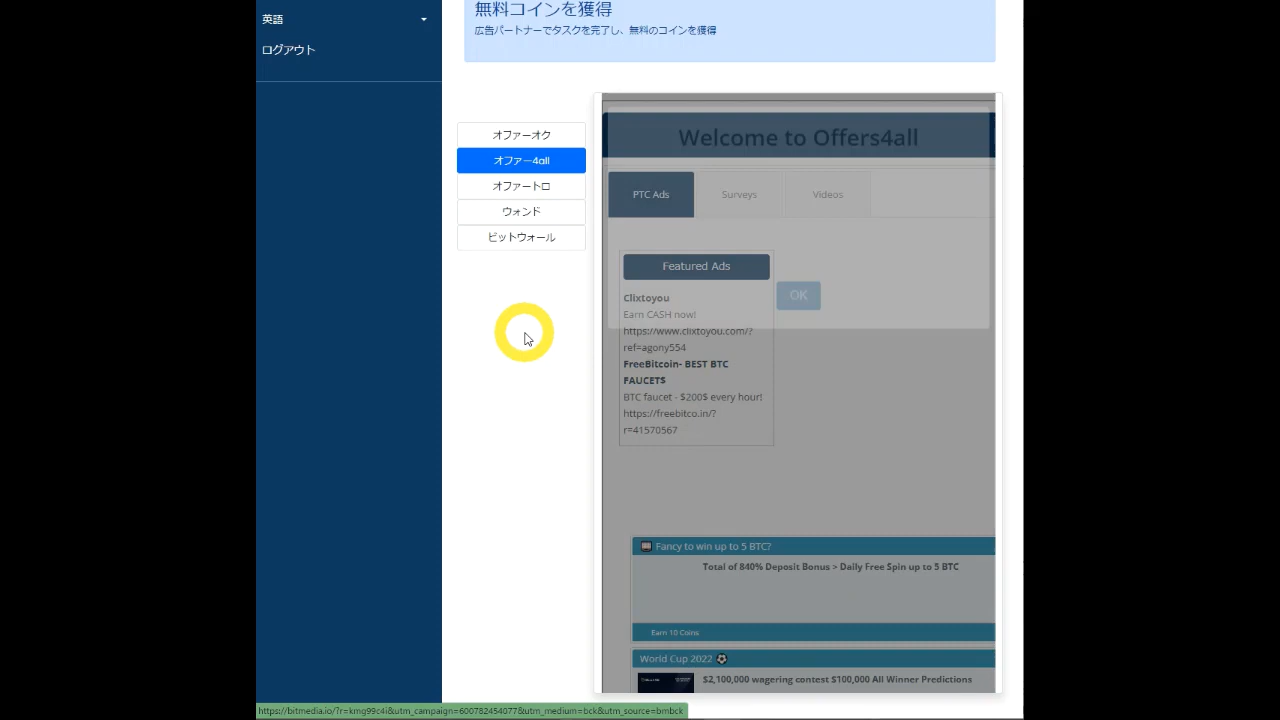 英語
ログアウト
無料コインを獲得
広告パートナーでタスクを完了し、無料のコインを獲得
オファーオク
オファー4all
オファートロ
ウォンド
ビットウォール
Welcome to Offers4all
PTC Ads
Surveys
Videos
Featured Ads
Clixtoyou
Earn CASH now!
https://www.clixtoyou.com/?
ref=agony554
FreeBitcoin- BEST BTC
FAUCET$
BTC faucet - $200$ every hour!
https://freebitco.in/?
r=41570567
OK
Fancy to win up to 5 BTC?
Total of 840% Deposit Bonus > Daily Free Spin up to 5 BTC
Earn 10 Coins
World Cup 2022
$2,100,000 wagering contest $100,000 All Winner Predictions
https://bitmedia.io/?r=kmg99c4i&utm_campaign=600782454077&utm_medium=bck&utm_source=bmbck